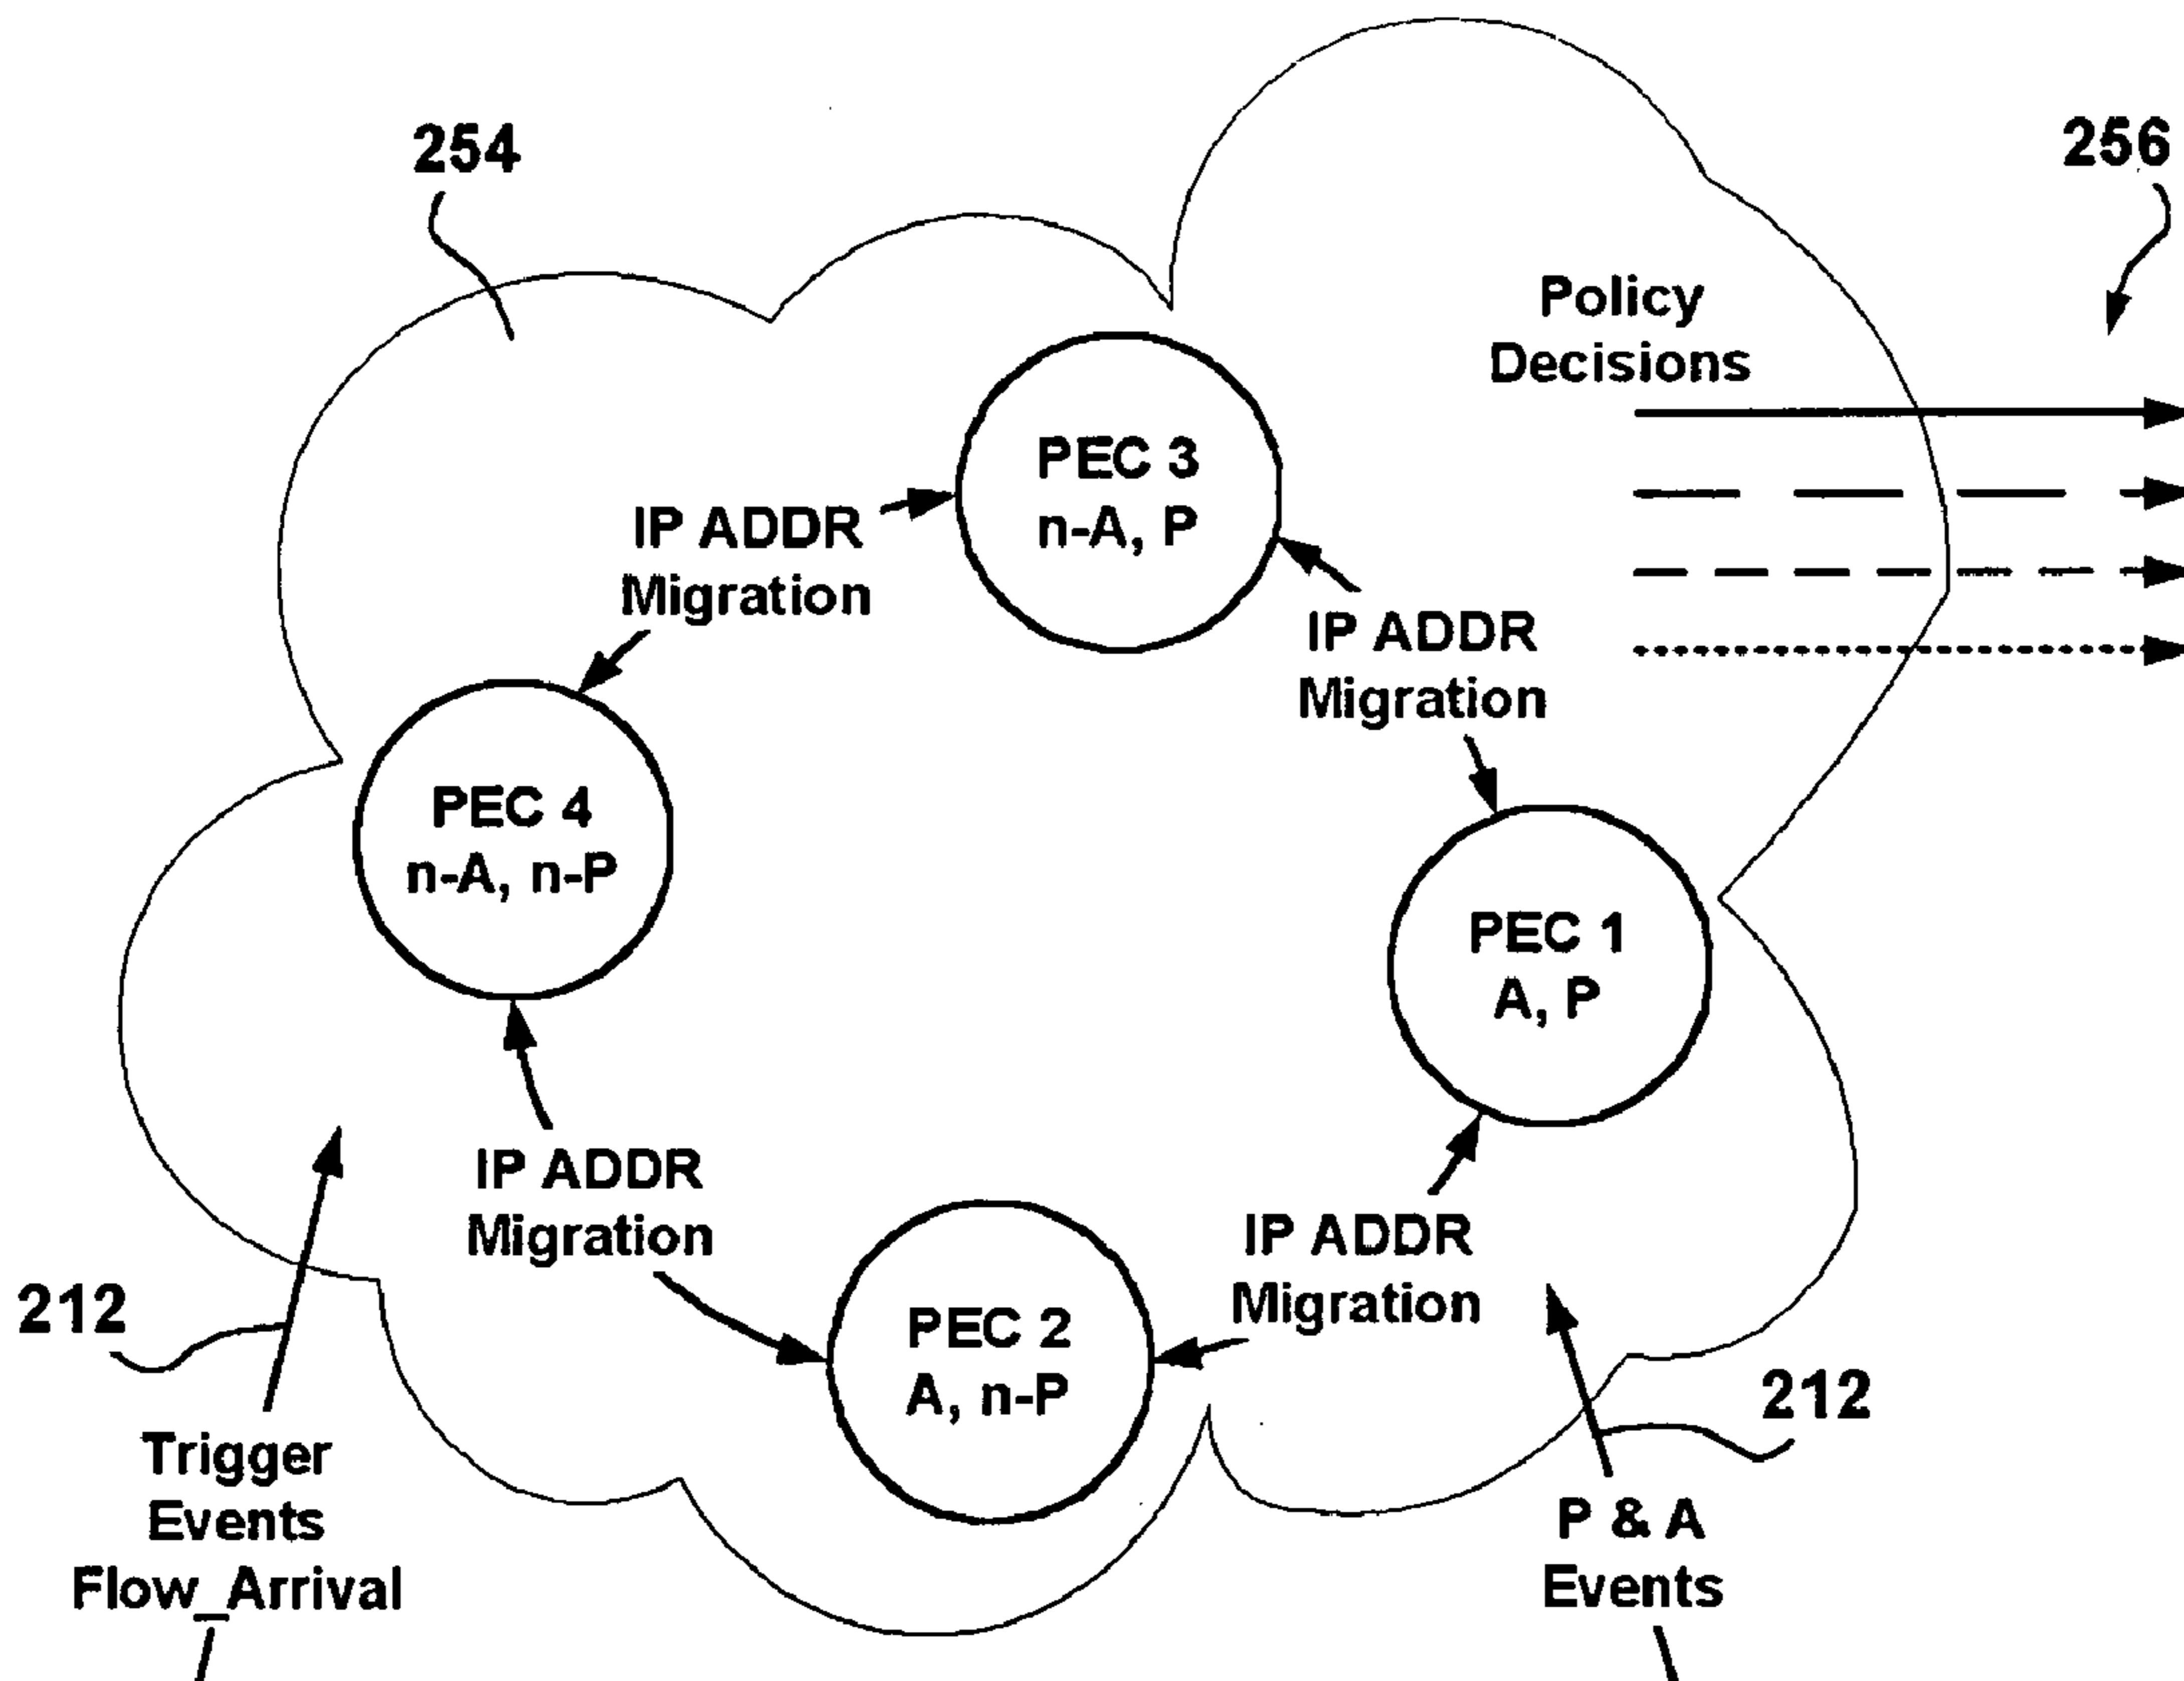 254
256
Policy
Decisions
PEC 3
n-A, P
IP ADDR
Migration
IP ADDR
Migration
PEC 4
n-A, n-P
PEC 1
A, P
IP ADDR
Migration
IP ADDR
Migration
212
PEC 2
A, n-P
212
Trigger
Events
Flow_Arrival
P & A
Events